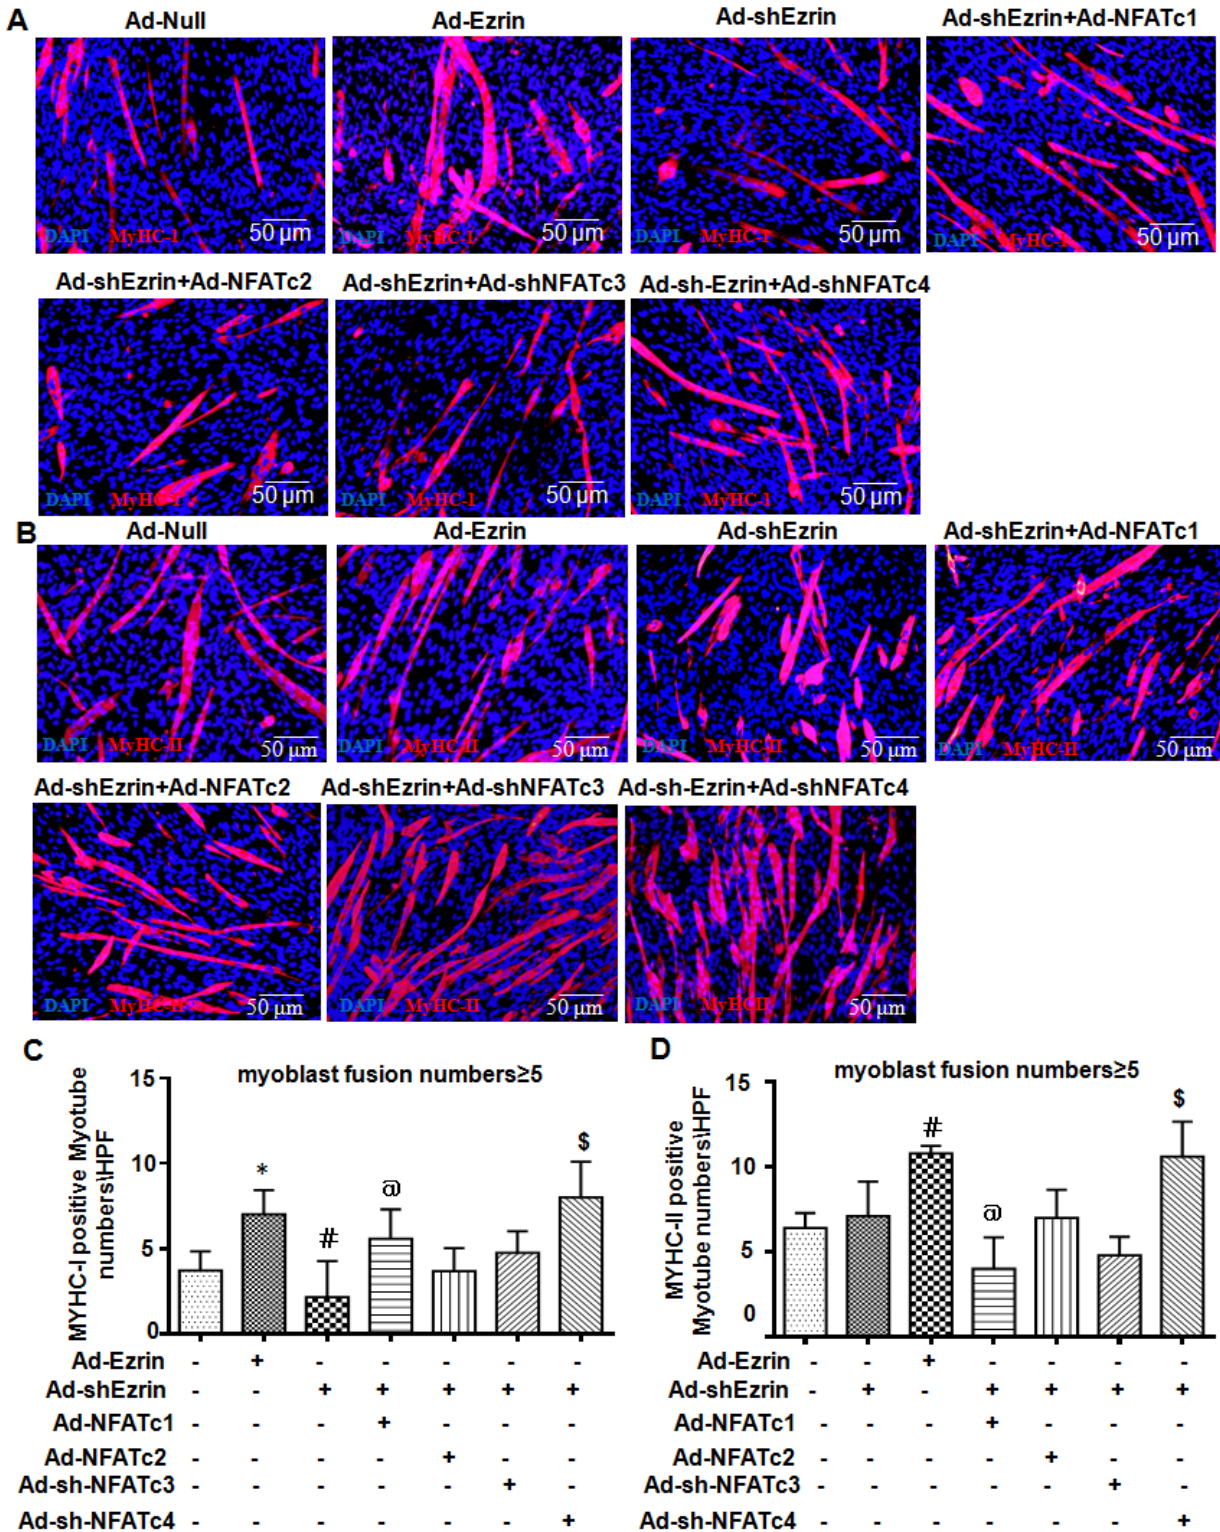 A
Ad-Null
Ad-Ezrin
Ad-shEzrin
Ad-shEzrin+Ad-NFATc1
DAPI MyHC-I
50 µm
DAPI MyHC-I
50 µm
DAPI MyHC-I
50 µm
DAPI MyHC-I
50 µm
Ad-shEzrin+Ad-NFATc2
Ad-shEzrin+Ad-shNFATc3
Ad-sh-Ezrin+Ad-shNFATc4
DAPI MyHC-I
50 µm
DAPI MyHC-I
50 µm
DAPI MyHC-I
50 µm
B
Ad-Null
Ad-Ezrin
Ad-shEzrin
Ad-shEzrin+Ad-NFATc1
DAPI MyHC-II
50 µm
DAPI MyHC-II
50 µm
DAPI MyHC-II
50 µm
DAPI MyHC-II
50 µm
Ad-shEzrin+Ad-NFATc2
Ad-shEzrin+Ad-shNFATc3
Ad-sh-Ezrin+Ad-shNFATc4
DAPI MyHC-II
50 µm
DAPI MyHC-II
50 µm
DAPI MyHCII
50 µm
C
myoblast fusion numbers≥5
MYHC-I positive Myotube
numbers\HPF
15
10
5
0
* # @ $
Ad-Ezrin - + - - - - -
Ad-shEzrin - - + + + + +
Ad-NFATc1 - - - + - - -
Ad-NFATc2 - - - - + - -
Ad-sh-NFATc3 - - - - - + -
Ad-sh-NFATc4 - - - - - - +
D
myoblast fusion numbers≥5
MYHC-II positive
Myotube numbers\HPF
15
10
5
0
# @ $
Ad-Ezrin - - + - - - -
Ad-shEzrin - + - + + + +
Ad-NFATc1 - - - + - - -
Ad-NFATc2 - - - - + - -
Ad-sh-NFATc3 - - - - - + -
Ad-sh-NFATc4 - - - - - - +